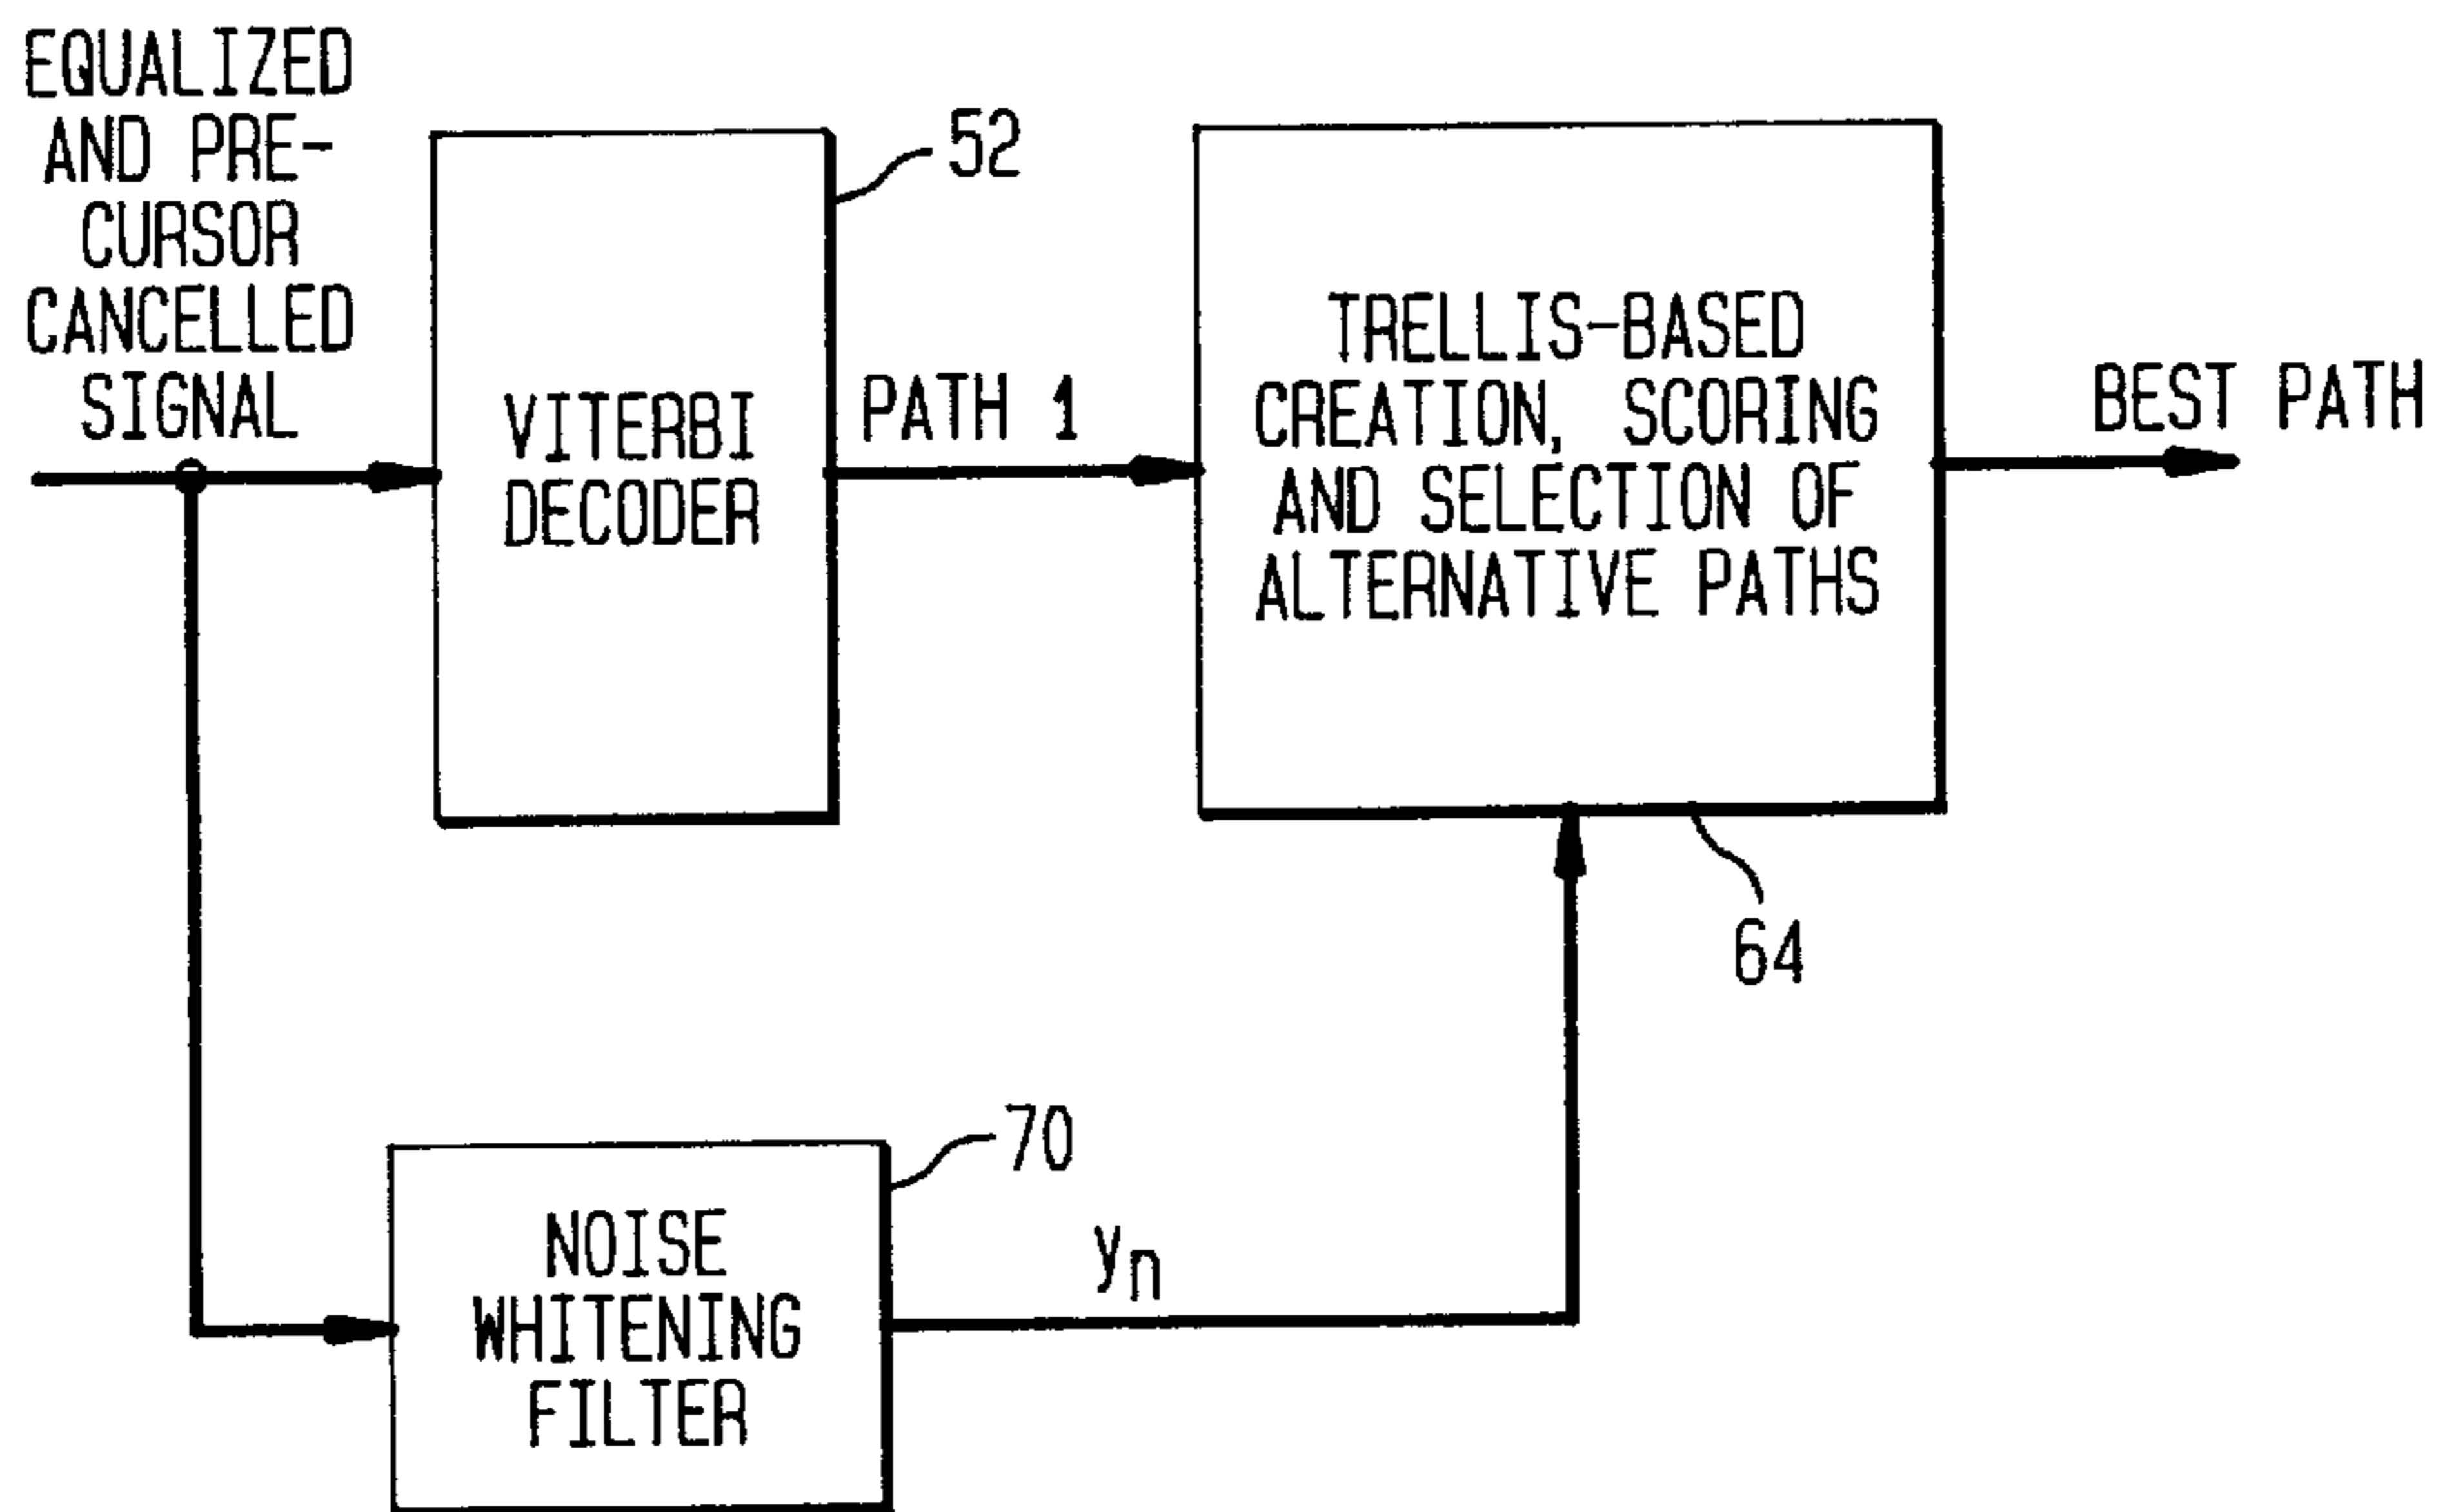 EQUALIZED
AND PRE-
CURSOR
CANCELLED
SIGNAL
VITERBI
DECODER
52
PATH 1
TRELLIS-BASED
CREATION, SCORING
AND SELECTION OF
ALTERNATIVE PATHS
64
BEST PATH
NOISE
WHITENING
FILTER
70
yn